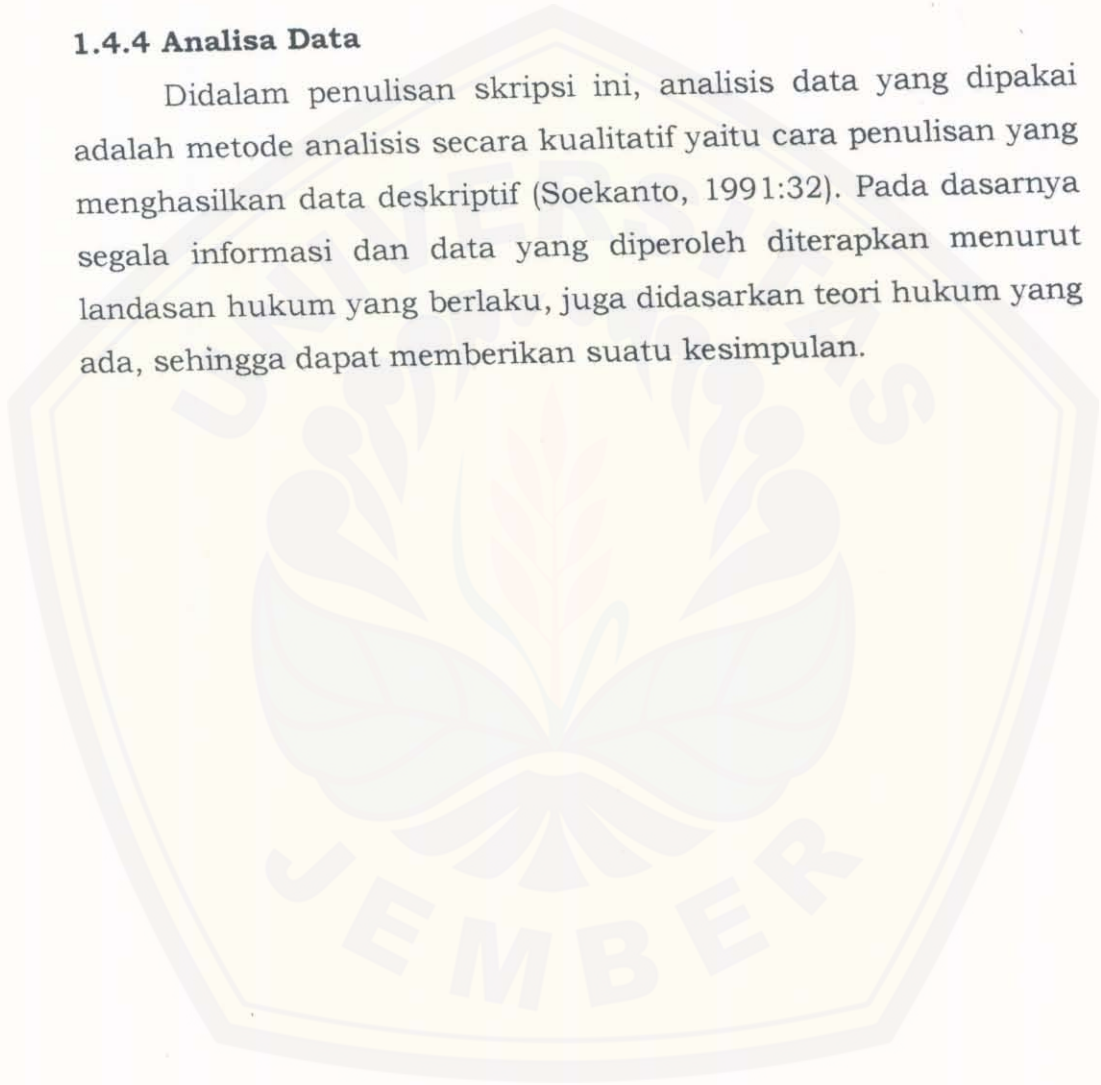 1.4.4 Analisa Data
Didalam penulisan skripsi ini, analisis data yang dipakai
adalah metode analisis secara kualitatif yaitu cara penulisan yang
menghasilkan data deskriptif (Soekanto, 1991:32). Pada dasarnya
segala informasi dan data yang diperoleh diterapkan menurut
landasan hukum yang berlaku, juga didasarkan teori hukum yang
ada, sehingga dapat memberikan suatu kesimpulan.
UNIVERSITAS
JEMBER